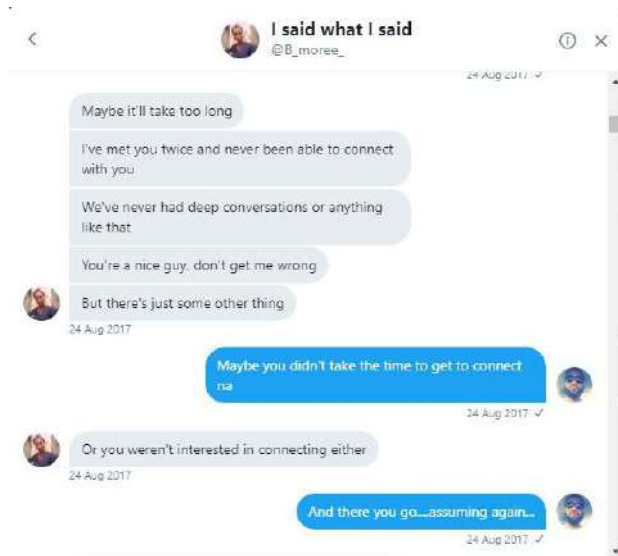 I said what I said
@B_moree_
24 Aug 2017
Maybe it'll take too long
I've met you twice and never been able to connect
with you
We've never had deep conversations or anything
like that
You're a nice guy, don't get me wrong
But there's just some other thing
24 Aug 2017
Maybe you didn't take the time to get to connect
na
24 Aug 2017
Or you weren't interested in connecting either
24 Aug 2017
And there you go....assuming again...
24 Aug 2017